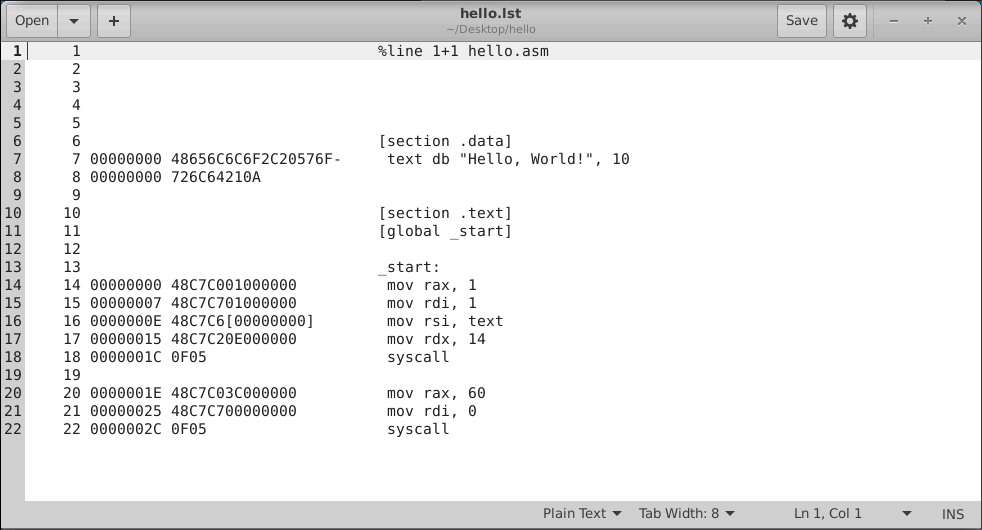 Open + hello.lst Save
~/Desktop/hello
1 1 %line 1+1 hello.asm
2 2
3 3
4 4
5 5
6 6 [section .data]
7 7 00000000 48656C6C6F2C20576F- text db "Hello, World!", 10
8 8 00000000 726C64210A
9 9
10 10 [section .text]
11 11 [global _start]
12 12
13 13 _start:
14 14 00000000 48C7C001000000 mov rax, 1
15 15 00000007 48C7C701000000 mov rdi, 1
16 16 0000000E 48C7C6[00000000] mov rsi, text
17 17 00000015 48C7C20E000000 mov rdx, 14
18 18 0000001C 0F05 syscall
19 19
20 20 0000001E 48C7C03C000000 mov rax, 60
21 21 00000025 48C7C700000000 mov rdi, 0
22 22 0000002C 0F05 syscall
Plain Text Tab Width: 8 Ln 1, Col 1 INS